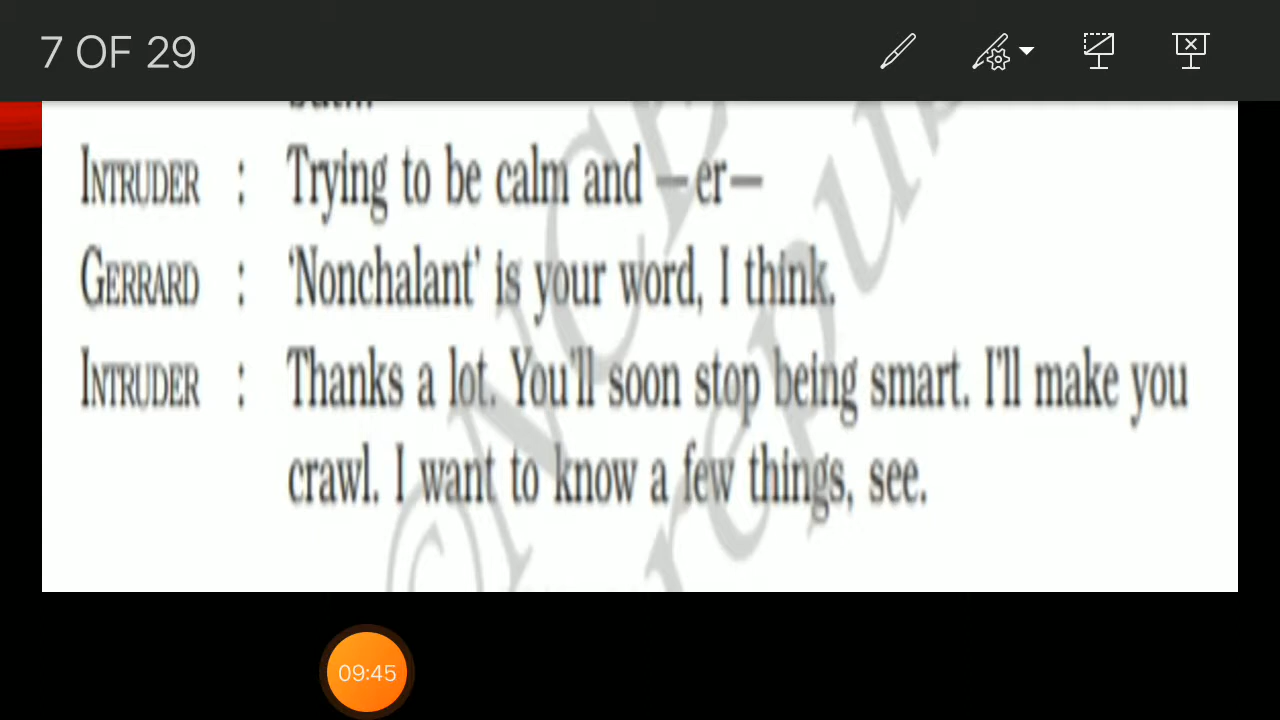 7 OF 29
but...
INTRUDER : Trying to be calm and —er—
GERRARD : ‘Nonchalant’ is your word, I think.
INTRUDER : Thanks a lot. You'll soon stop being smart. I'll make you
crawl. I want to know a few things, see.
09:45